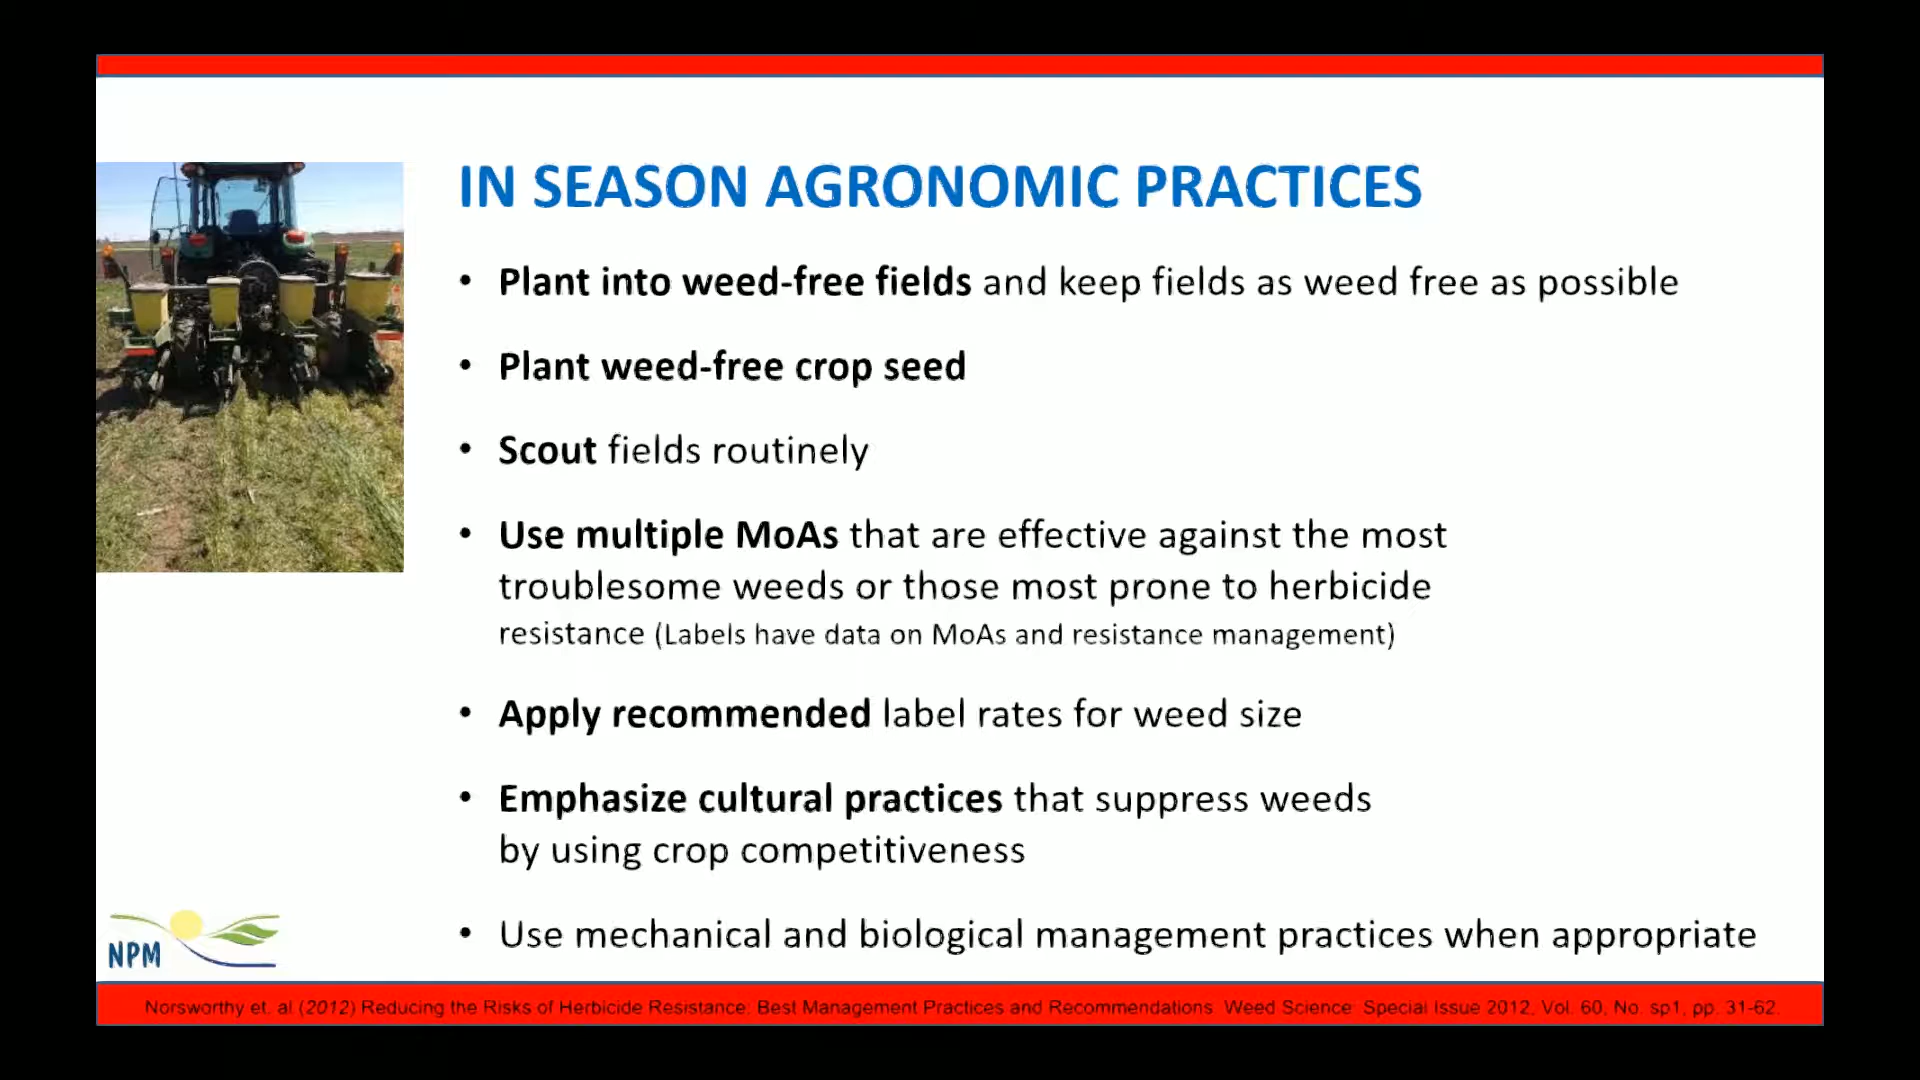 IN SEASON AGRONOMIC PRACTICES
• Plant into weed-free fields and keep fields as weed free as possible
• Plant weed-free crop seed
• Scout fields routinely
• Use multiple MoAs that are effective against the most
troublesome weeds or those most prone to herbicide
resistance (Labels have data on MoAs and resistance management)
• Apply recommended label rates for weed size
• Emphasize cultural practices that suppress weeds
by using crop competitiveness
• Use mechanical and biological management practices when appropriate
NPM
Norsworthy et. al (2012) Reducing the Risks of Herbicide Resistance: Best Management Practices and Recommendations. Weed Science: Special Issue 2012, Vol. 60, No. sp1, pp. 31-62.